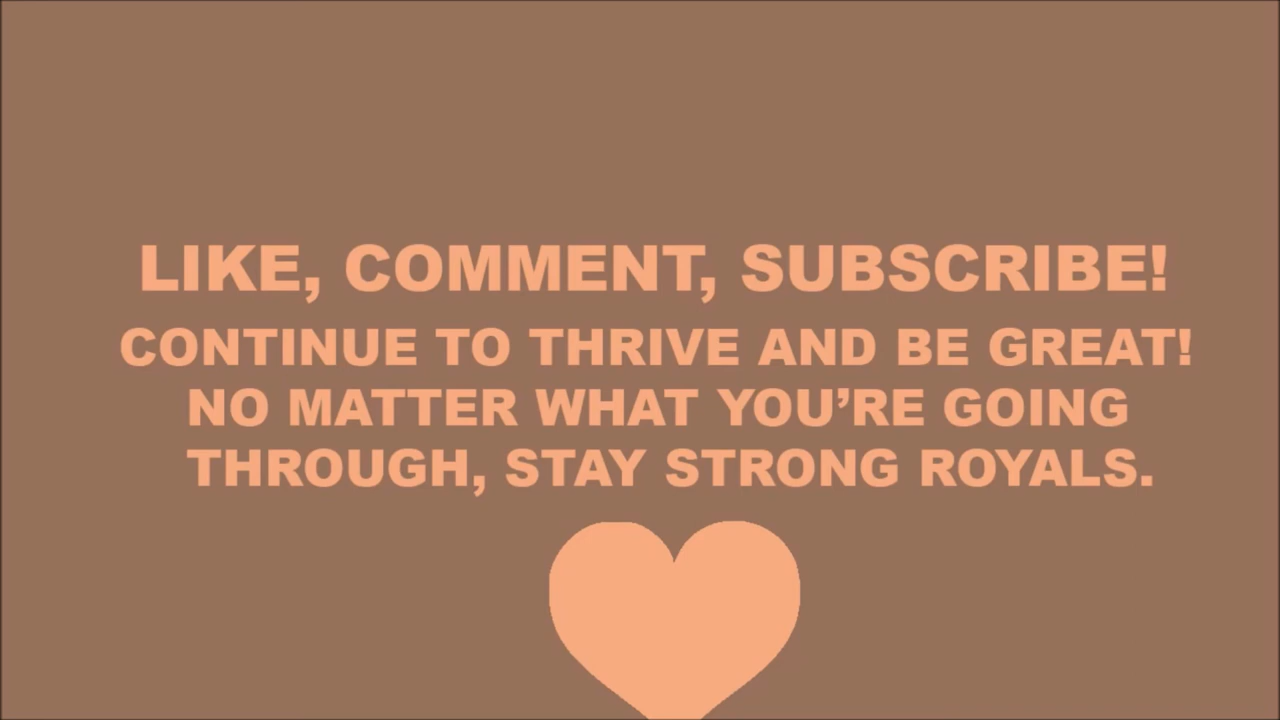 LIKE, COMMENT, SUBSCRIBE!
CONTINUE TO THRIVE AND BE GREAT!
NO MATTER WHAT YOU’RE GOING
THROUGH, STAY STRONG ROYALS.